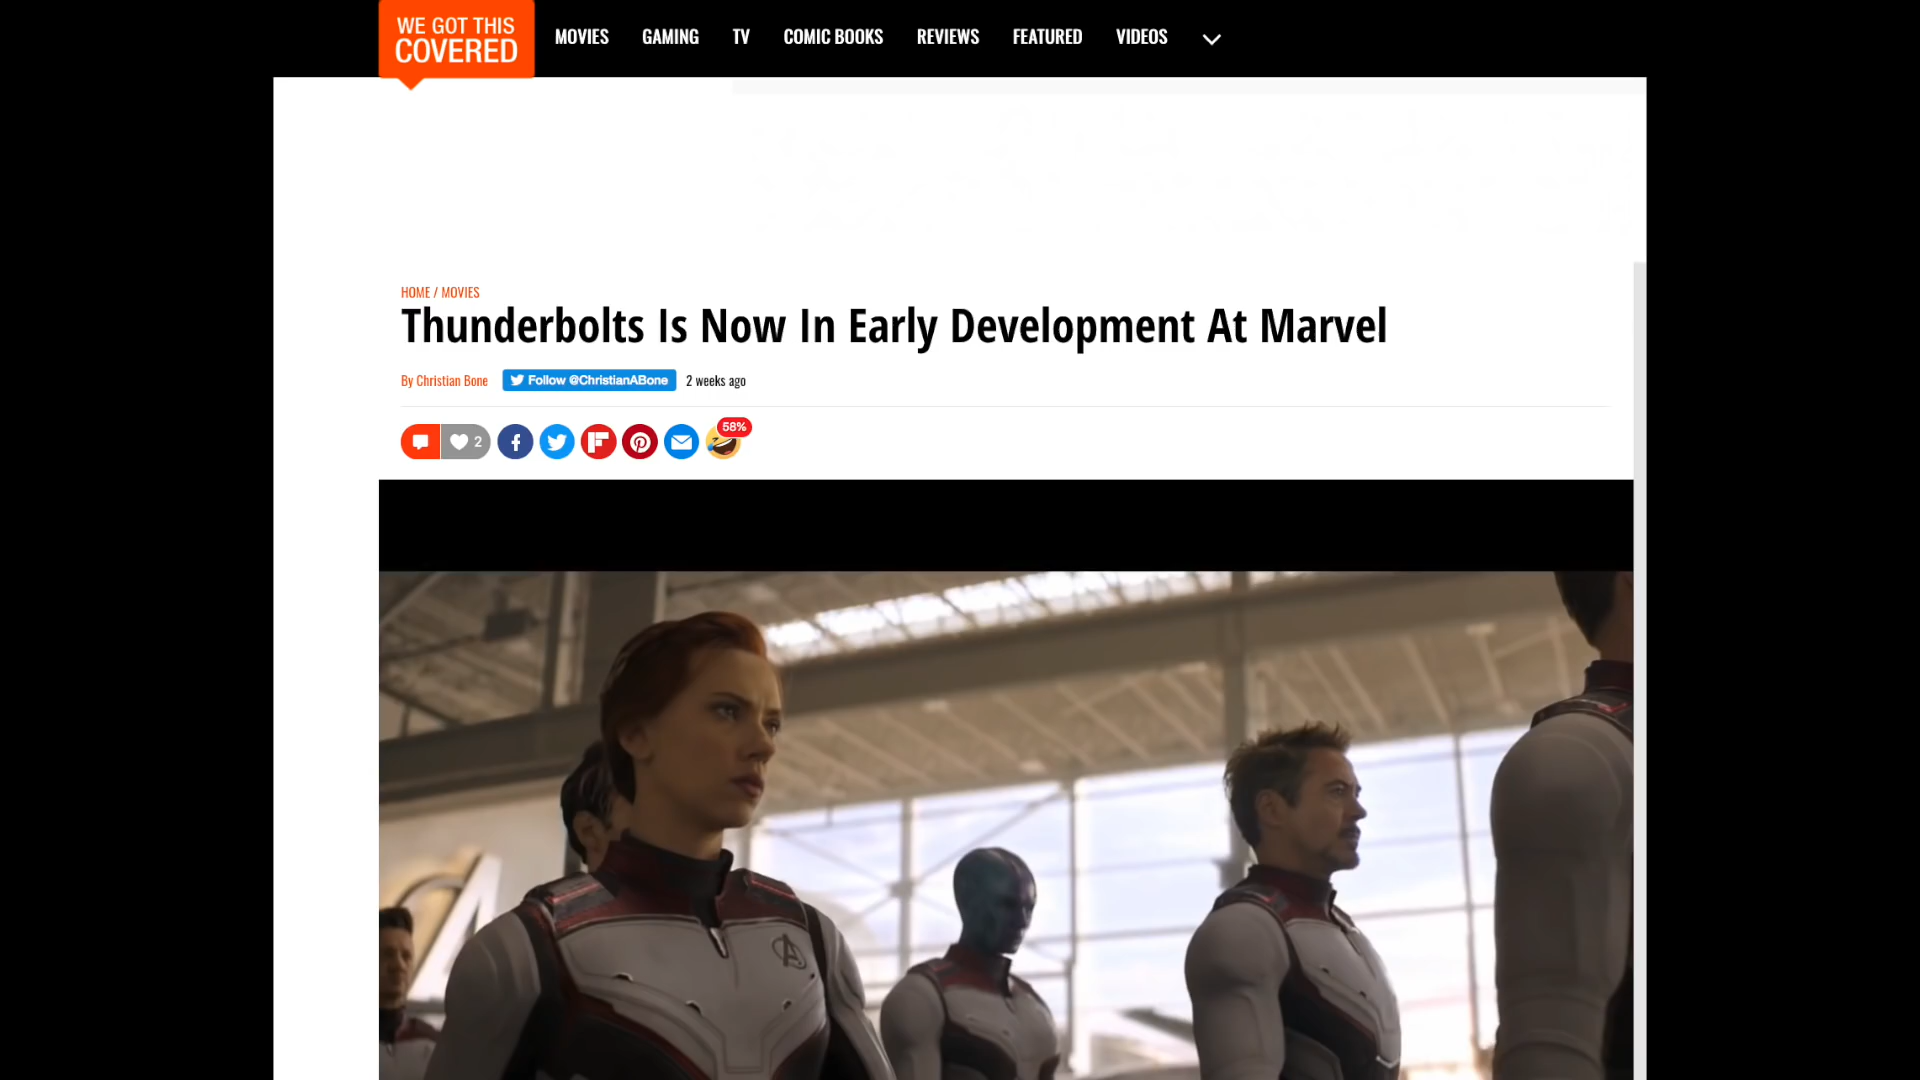 WE GOT THIS
COVERED
MOVIES GAMING TV COMIC BOOKS REVIEWS FEATURED VIDEOS
HOME / MOVIES
Thunderbolts Is Now In Early Development At Marvel
By Christian Bone Follow @ChristianABone 2 weeks ago
2
58%